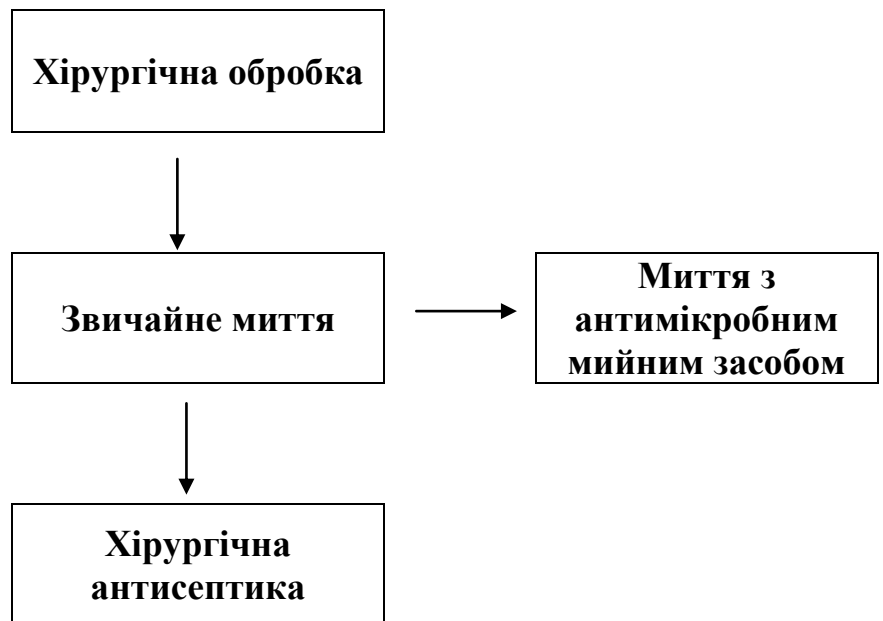 Хірургічна обробка
Звичайне миття
Миття з
антимікробним
мийним засобом
Хірургічна
антисептика